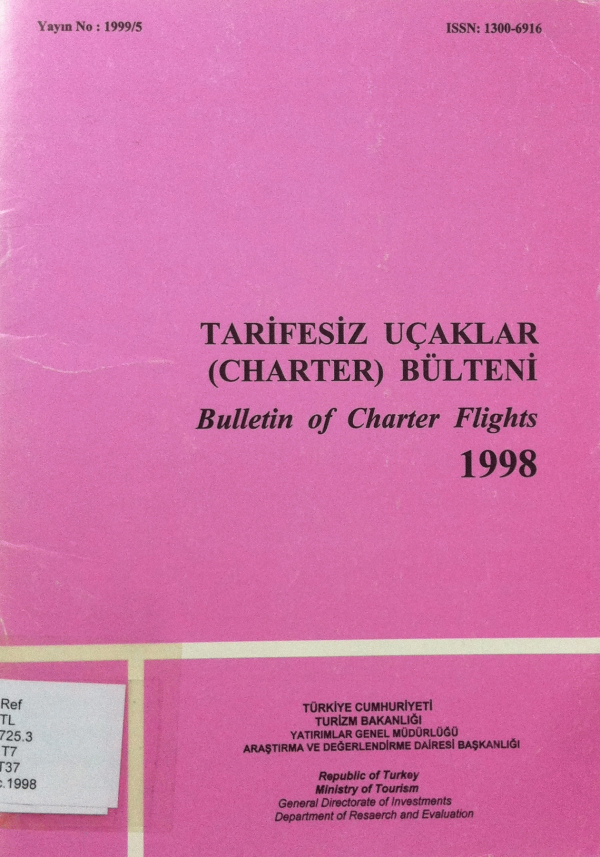 Yayın No : 1999/5
ISSN: 1300-6916
TARİFESİZ UÇAKLAR
(CHARTER) BÜLTENİ
Bulletin of Charter Flights
1998
Ref
TL
725.3
T7
T37
c.1998
TÜRKİYE CUMHURİYETİ
TURİZM BAKANLIĞI
YATIRIMLAR GENEL MÜDÜRLÜĞÜ
ARAŞTIRMA VE DEĞERLENDİRME DAİRESİ BAŞKANLIĞI
Republic of Turkey
Ministry of Tourism
General Directorate of Investments
Department of Resaerch and Evaluation